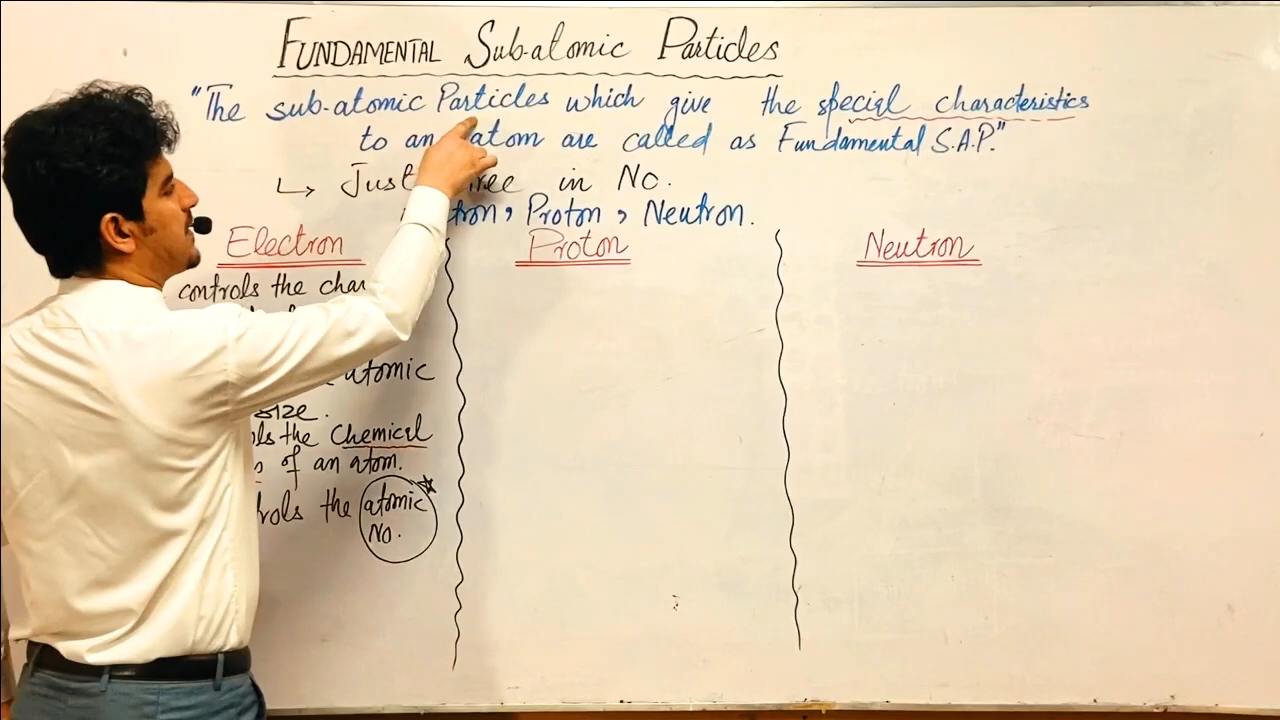 FUNDAMENTAL Sub-atomic Particles
"The sub-atomic Particles which give the special characteristics
to an atom are called as Fundamental S.A.P."
↳ Just in No.
Proton, Neutron.
Electron
controls the
atomic
size.
the Chemical
of an atom.
the atomic
No.
Proton
Neutron